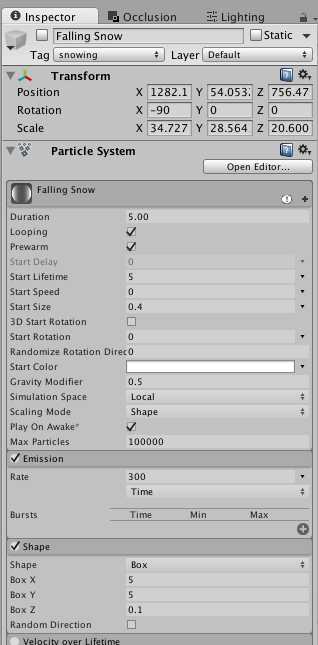 Inspector Occlusion Lighting
Falling Snow Static
Tag snowing Layer Default
Transform
Position X 1282.1 Y 54.053 Z 756.47
Rotation X -90 Y 0 Z 0
Scale X 34.727 Y 28.564 Z 20.600
Particle System
Open Editor...
Falling Snow
Duration 5.00
Looping
Prewarm
Start Delay 0
Start Lifetime 5
Start Speed 0
Start Size 0.4
3D Start Rotation
Start Rotation 0
Randomize Rotation Direc 0
Start Color
Gravity Modifier 0.5
Simulation Space Local
Scaling Mode Shape
Play On Awake*
Max Particles 100000
Emission
Rate 300
Time
Bursts Time Min Max
Shape
Shape Box
Box X 5
Box Y 5
Box Z 0.1
Random Direction
Velocity over Lifetime